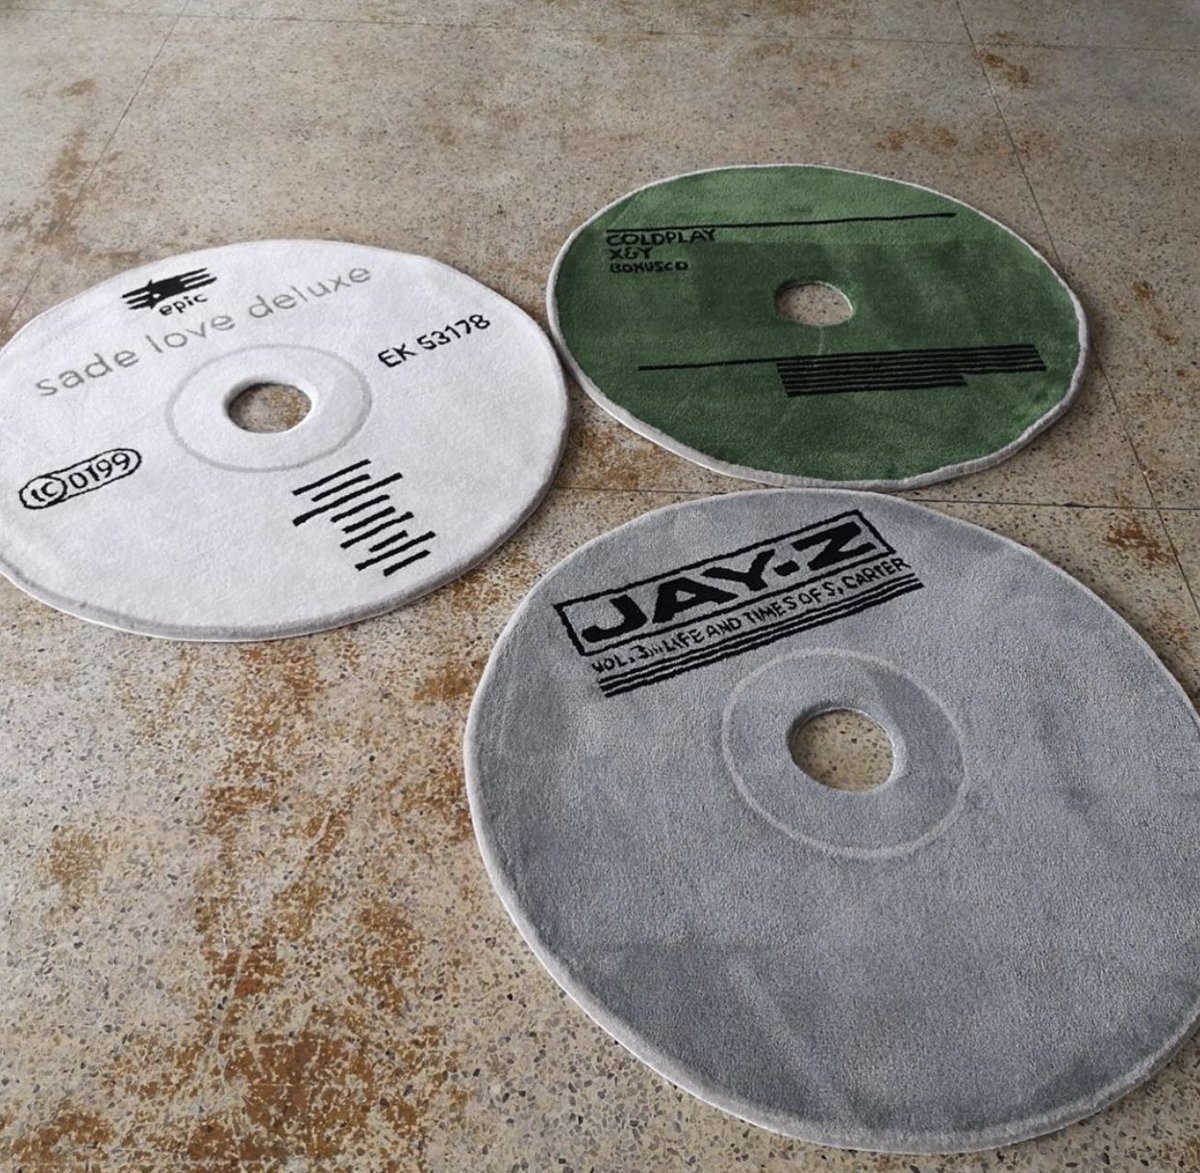 epic
sade love deluxe
EK 53178
0199
COLDPLAY
X&Y
BONUSCD
JAY-Z
VOL. 3... LIFE AND TIMES OF S, CARTER